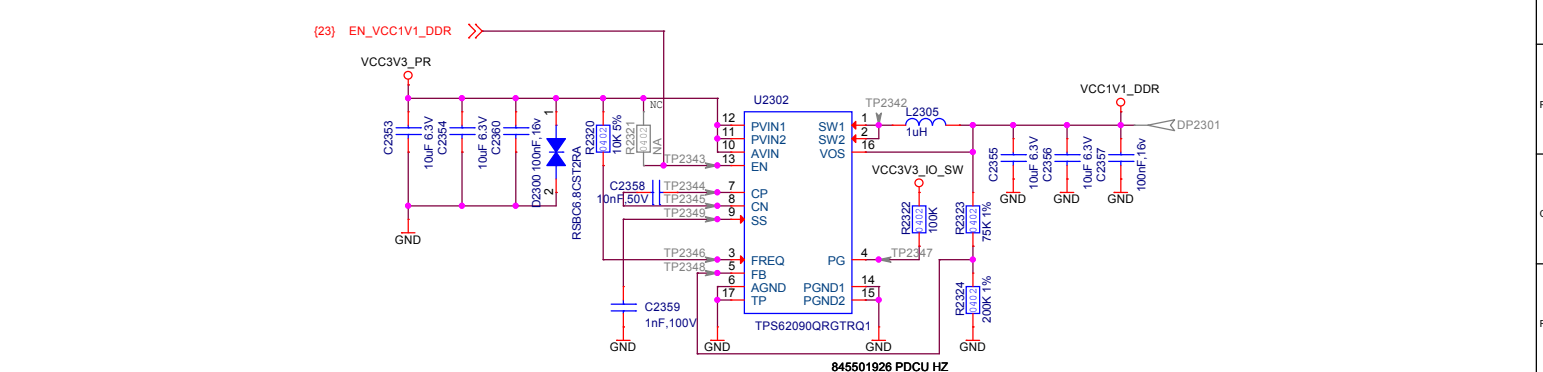 {23} EN_VCC1V1_DDR
VCC3V3_PR
C2353
10uF 6.3V
C2354
10uF 6.3V
C2360
100nF,16v
1
2
D2300
RSBC6.8CST2RA
R2320
0402
10K 5%
NC
R2321
0402
NA
U2302
12 PVIN1
11 PVIN2
10 AVIN
TP2343 13 EN
C2358
10nF,50V
TP2344 7 CP
TP2345 8 CN
TP2349 9 SS
TP2346 3 FREQ
TP2348 5 FB
6 AGND
17 TP
SW1 1
SW2 2
VOS 16
PG 4
PGND1 14
PGND2 15
TPS62090QRGTRQ1
TP2342
L2305
1uH
VCC3V3_IO_SW
R2322
0402
100K
TP2347
R2323
0402
75K 1%
R2324
0402
200K 1%
VCC1V1_DDR
DP2301
C2355
10uF 6.3V
C2356
10uF 6.3V
C2357
100nF,16v
GND
GND
GND
GND
C2359
1nF,100V
GND
GND
GND
GND
845501926 PDCU HZ